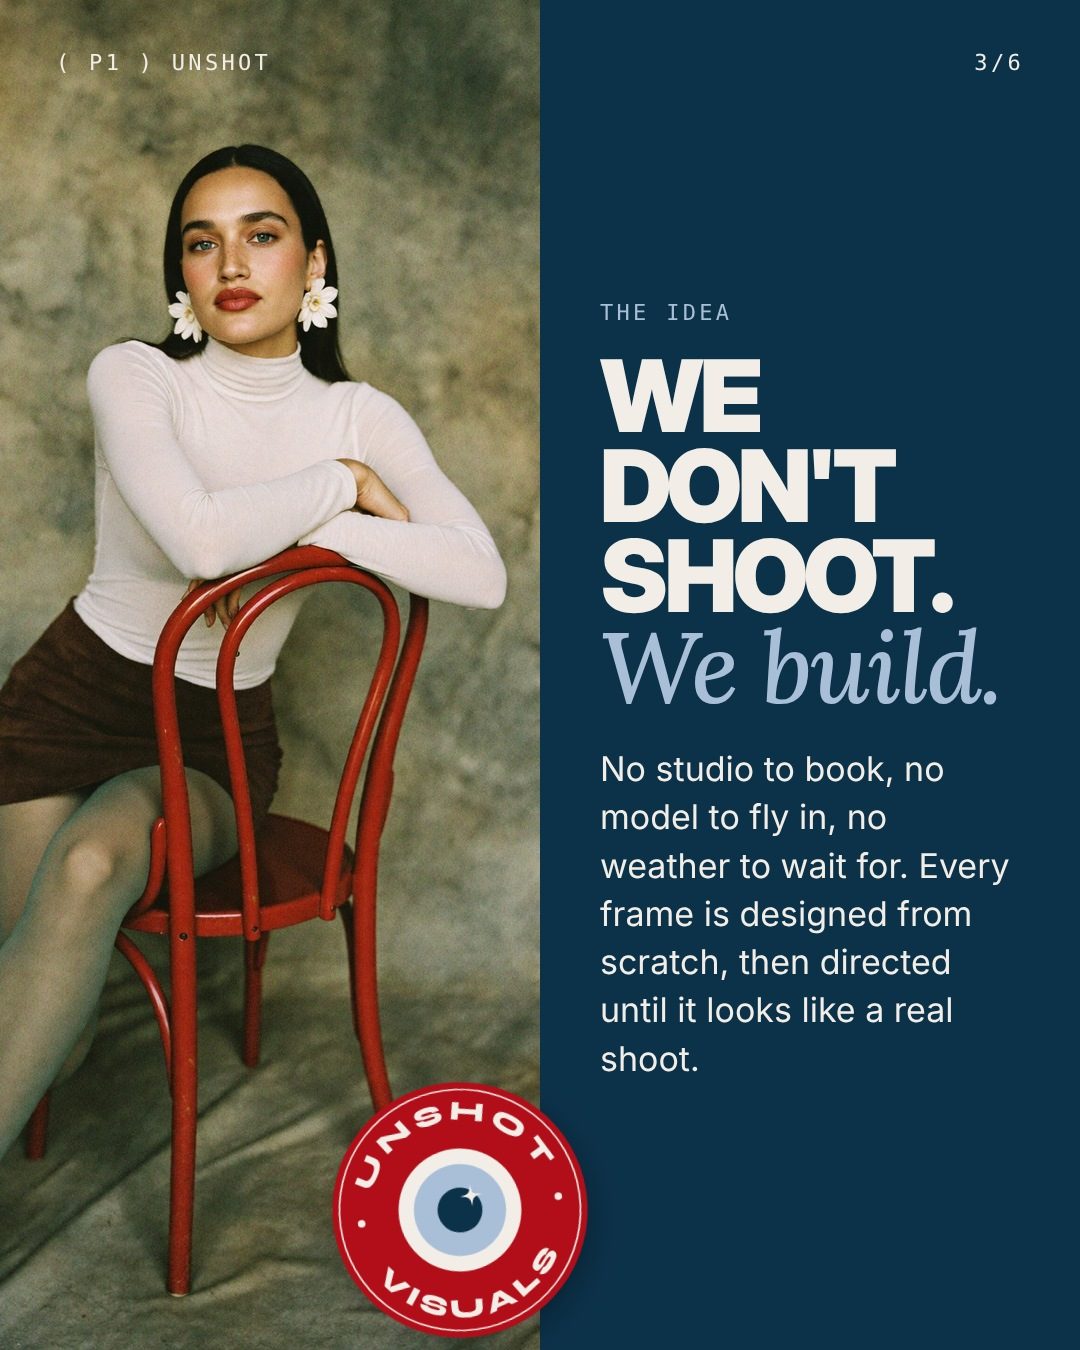 ( P1 ) UNSHOT
3/6
THE IDEA
WE
DON'T
SHOOT.
We build.
No studio to book, no
model to fly in, no
weather to wait for. Every
frame is designed from
scratch, then directed
until it looks like a real
shoot.
UNSHOT
VISUALS